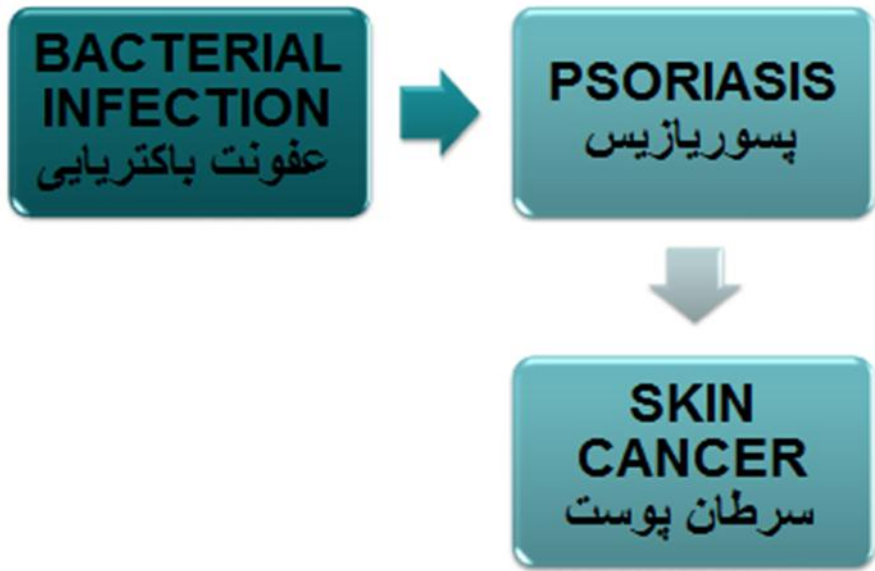 BACTERIAL
INFECTION
عفونت باکتریایی
PSORIASIS
پسوریازیس
SKIN
CANCER
سرطان پوست